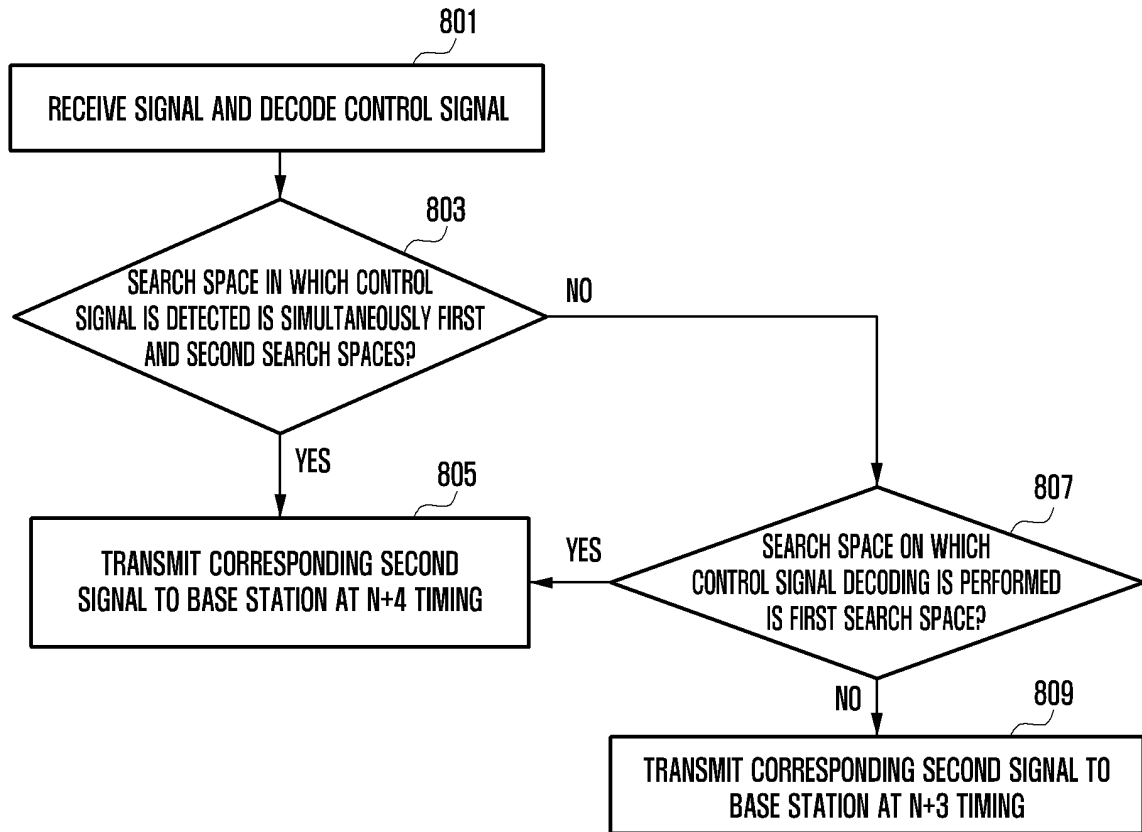 801
RECEIVE SIGNAL AND DECODE CONTROL SIGNAL
803
SEARCH SPACE IN WHICH CONTROL
SIGNAL IS DETECTED IS SIMULTANEOUSLY FIRST
AND SECOND SEARCH SPACES?
NO
YES
805
TRANSMIT CORRESPONDING SECOND
SIGNAL TO BASE STATION AT N+4 TIMING
YES
807
SEARCH SPACE ON WHICH
CONTROL SIGNAL DECODING IS PERFORMED
IS FIRST SEARCH SPACE?
NO
809
TRANSMIT CORRESPONDING SECOND SIGNAL TO
BASE STATION AT N+3 TIMING